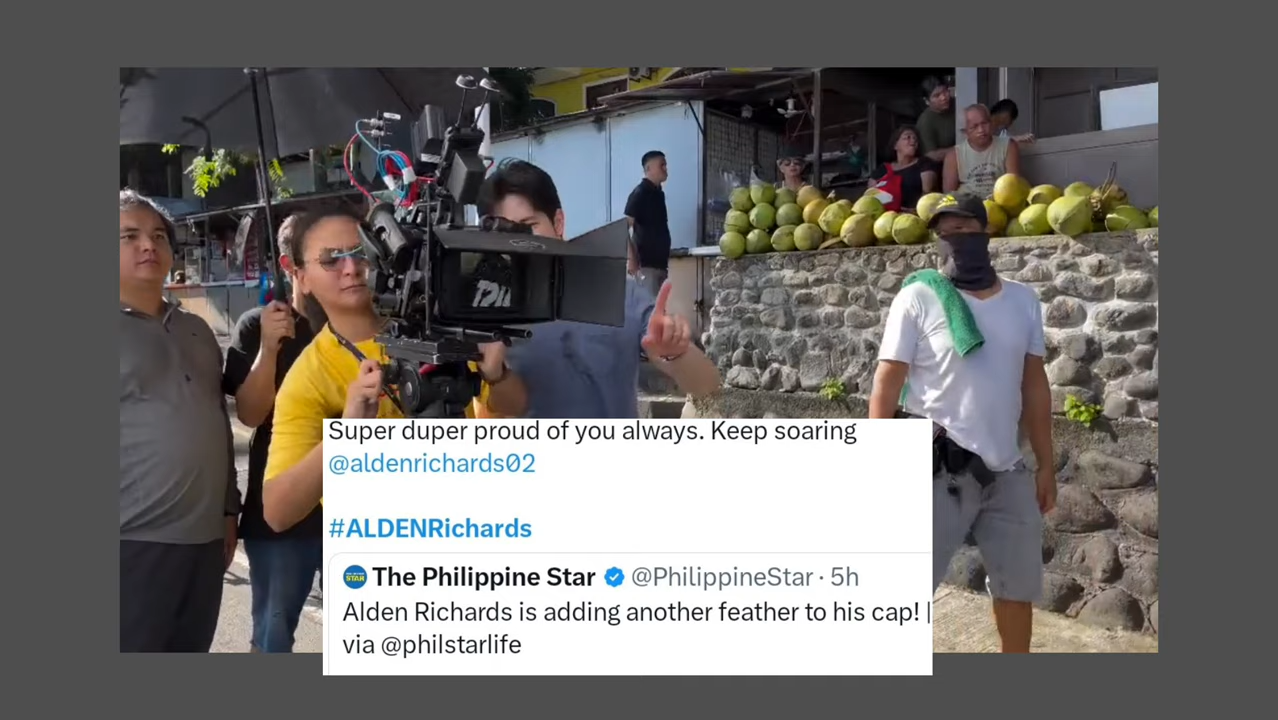 Super duper proud of you always. Keep soaring
@aldenrichards02
#ALDENRichards
The Philippine Star @PhilippineStar · 5h
Alden Richards is adding another feather to his cap! |
via @philstarlife